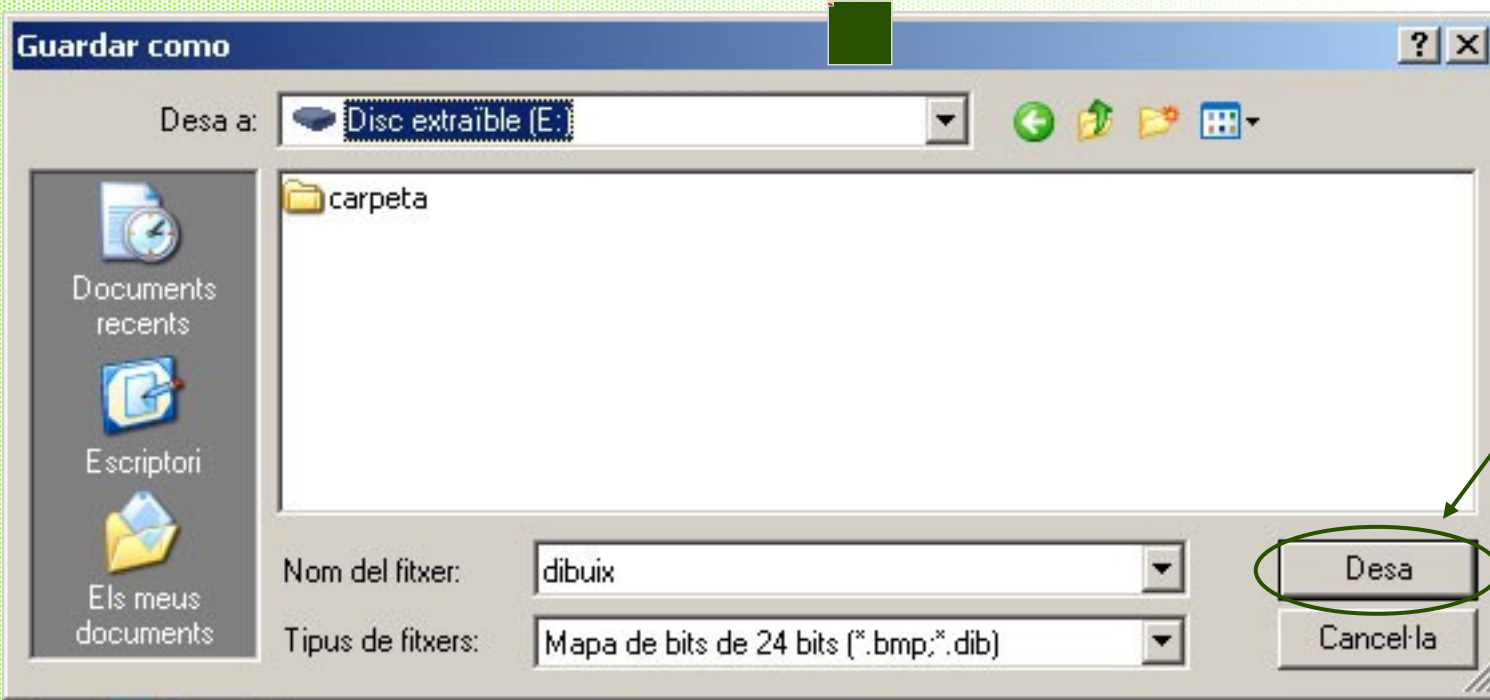 Guardar como
Desa a: Disc extraïble (E:)
carpeta
Documents
recents
Escriptori
Els meus
documents
Nom del fitxer: dibuix
Desa
Tipus de fitxers: Mapa de bits de 24 bits (*.bmp;*.dib)
Cancel·la